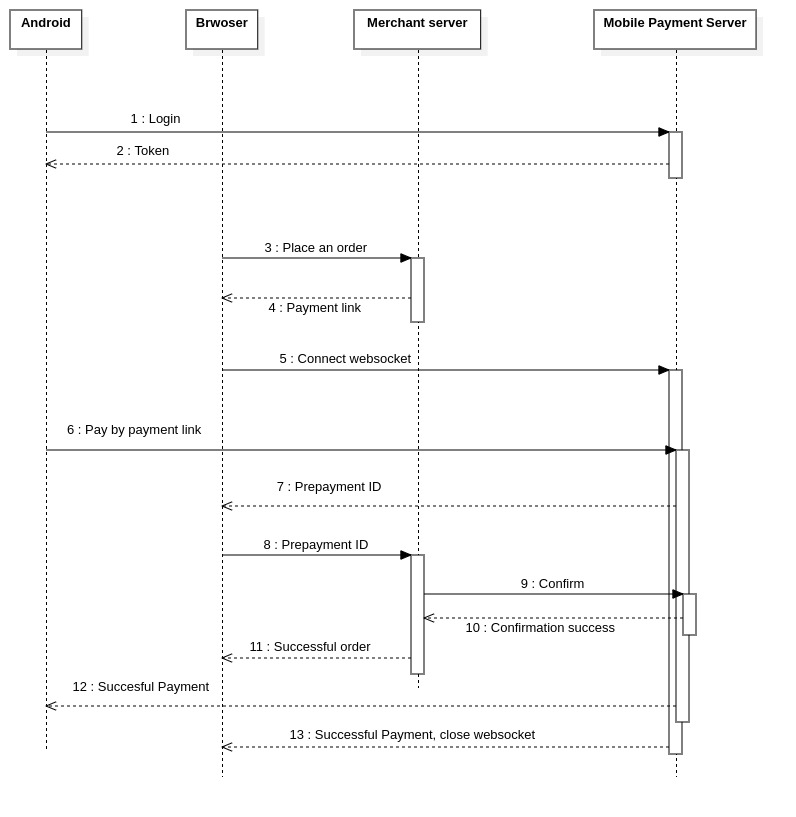 Android
Brwoser
Merchant server
Mobile Payment Server
1 : Login
2 : Token
3 : Place an order
4 : Payment link
5 : Connect websocket
6 : Pay by payment link
7 : Prepayment ID
8 : Prepayment ID
9 : Confirm
10 : Confirmation success
11 : Successful order
12 : Succesful Payment
13 : Successful Payment, close websocket